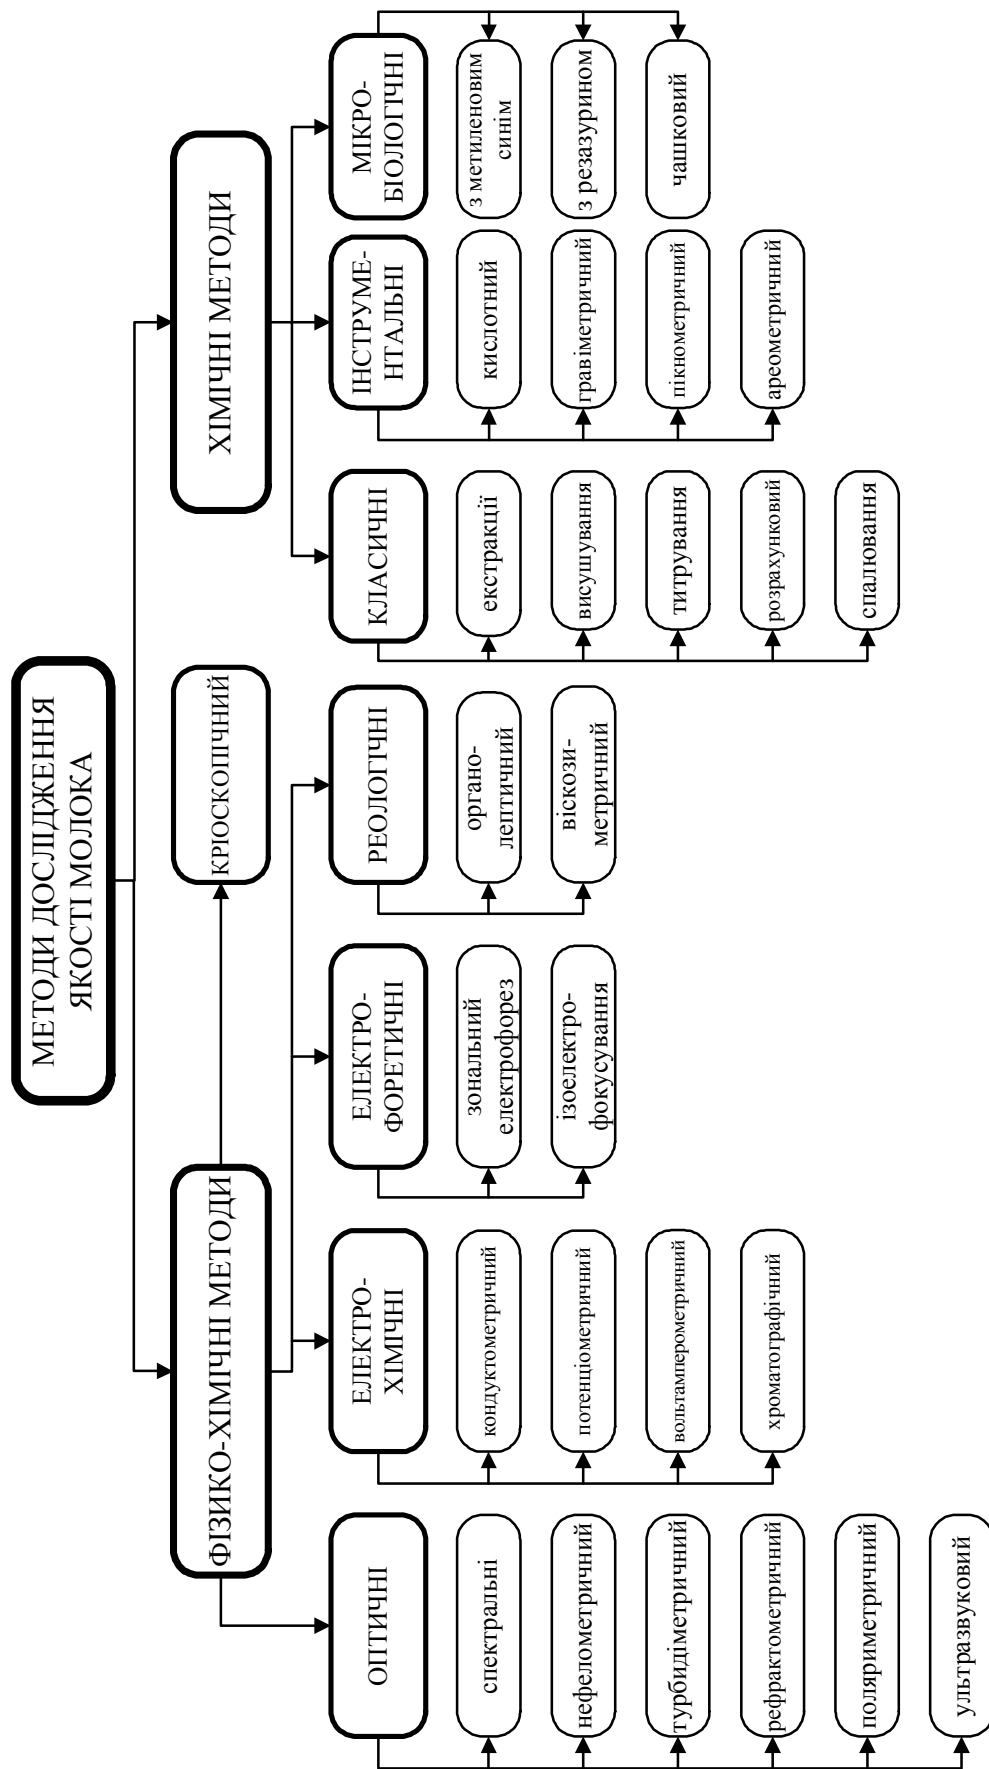 МЕТОДИ ДОСЛІДЖЕННЯ
ЯКОСТІ МОЛОКА
ФІЗИКО-ХІМІЧНІ МЕТОДИ
КРІОСКОПІЧНИЙ
ХІМІЧНІ МЕТОДИ
ОПТИЧНІ
спектральні
нефелометричний
турбидіметричний
рефрактометричний
поляриметричний
ультразвуковий
ЕЛЕКТРО-
ХІМІЧНІ
кондуктометричний
потенціометричний
вольтамперометричний
хроматографічний
ЕЛЕКТРО-
ФОРЕТИЧНІ
зональний
електрофорез
ізоелектро-
фокусування
РЕОЛОГІЧНІ
органо-
лептичний
віскози-
метричний
КЛАСИЧНІ
екстракції
висушування
титрування
розрахунковий
спалювання
ІНСТРУМЕ-
НТАЛЬНІ
кислотний
гравіметричний
пікнометричний
ареометричний
МІКРО-
БІОЛОГІЧНІ
з метиленовим
синім
з резазурином
чашковий